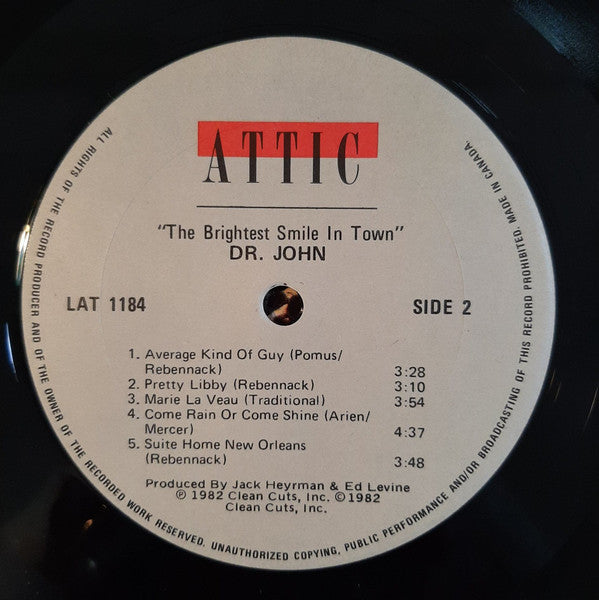 ATTIC
"The Brightest Smile In Town"
DR. JOHN
LAT 1184
SIDE 2
1. Average Kind Of Guy (Pomus/
Rebennack) 3:28
2. Pretty Libby (Rebennack) 3:10
3. Marie La Veau (Traditional) 3:54
4. Come Rain Or Come Shine (Arien/
Mercer) 4:37
5. Suite Home New Orleans
(Rebennack) 3:48
Produced By Jack Heyrman & Ed Levine
℗ 1982 Clean Cuts, Inc. ©1982
Clean Cuts, Inc.
ALL RIGHTS OF THE RECORD PRODUCER AND OF THE OWNER OF THE RECORDED WORK RESERVED. UNAUTHORIZED COPYING, PUBLIC PERFORMANCE AND/OR BROADCASTING OF THIS RECORD PROHIBITED. MADE IN CANADA.